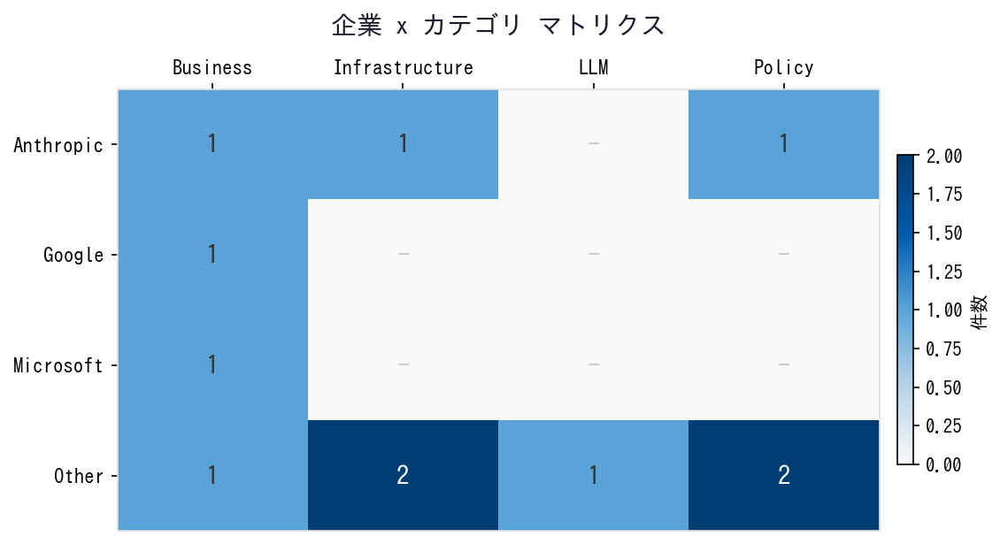 企業 x カテゴリ マトリクス
Business Infrastructure LLM Policy
Anthropic 1 1 — 1
Google 1 — — —
Microsoft 1 — — —
Other 1 2 1 2
2.00
1.75
1.50
1.25
1.00
0.75
0.50
0.25
0.00
件数